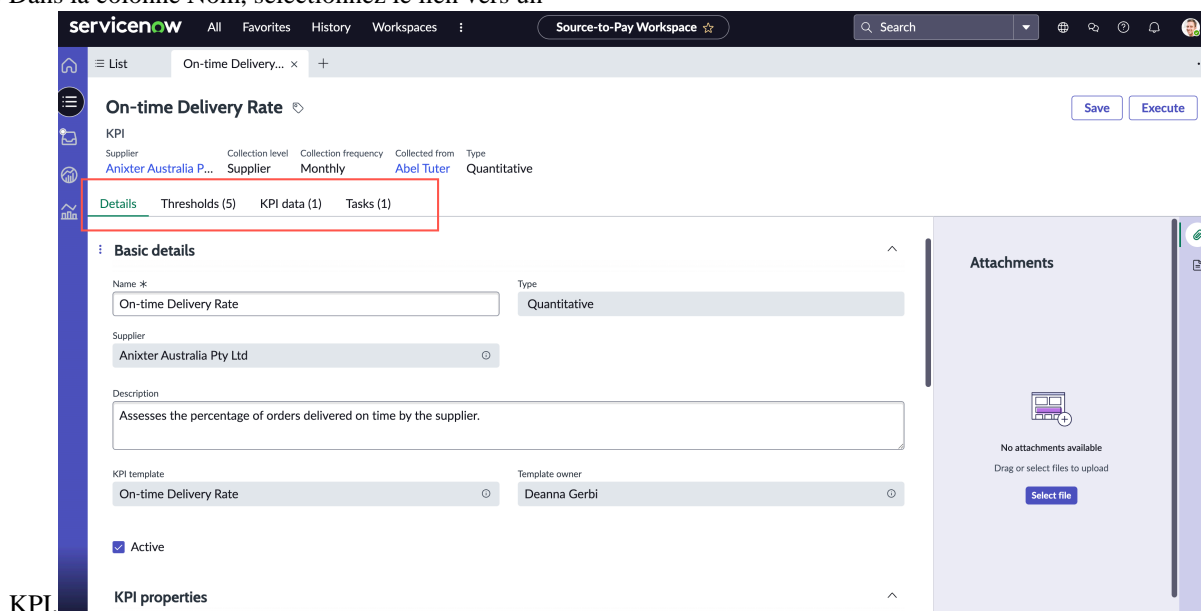 Dans la colonne Nom, sélectionnez le lien vers un
servicenow All Favorites History Workspaces Source-to-Pay Workspace Search
List On-time Delivery...
On-time Delivery Rate
Save Execute
KPI
Supplier Collection level Collection frequency Collected from Type
Anixter Australia P... Supplier Monthly Abel Tuter Quantitative
Details Thresholds (5) KPI data (1) Tasks (1)
Basic details
Attachments
Name * Type
On-time Delivery Rate Quantitative
Supplier
Anixter Australia Pty Ltd
Description
Assesses the percentage of orders delivered on time by the supplier.
No attachments available
Drag or select files to upload
KPI template Template owner
On-time Delivery Rate Deanna Gerbi
Select file
Active
KPI properties
KPI.